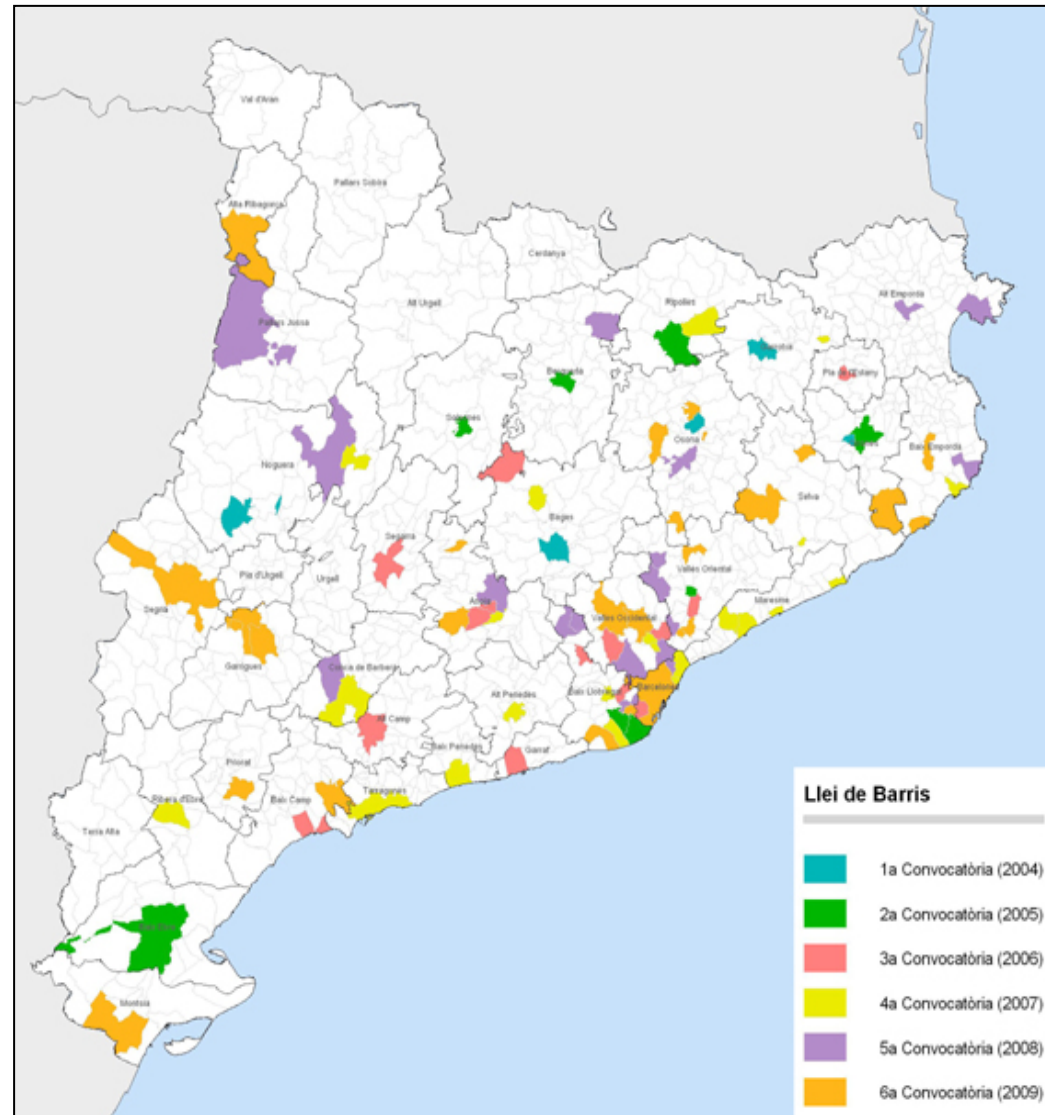 Val d'Aran
Pallars Sobirà
Alta Ribagorça
Cerdanya
Alt Urgell
Ripollès
Alt Empordà
Pallars Jussà
Garrotxa
Pla de l'Estany
Berguedà
Solsonès
Osona
Baix Empordà
Noguera
Selva
Bages
Segarra
Pla d'Urgell
Urgell
Vallès Oriental
Segrià
Anoia
Maresme
Vallès Occidental
Garrigues
Conca de Barberà
Alt Penedès
Baix Llobregat
Barcelonès
Alt Camp
Baix Penedès
Garraf
Priorat
Tarragonès
Ribera d'Ebre
Baix Camp
Terra Alta
Montsià
Llei de Barris
1a Convocatòria (2004)
2a Convocatòria (2005)
3a Convocatòria (2006)
4a Convocatòria (2007)
5a Convocatòria (2008)
6a Convocatòria (2009)